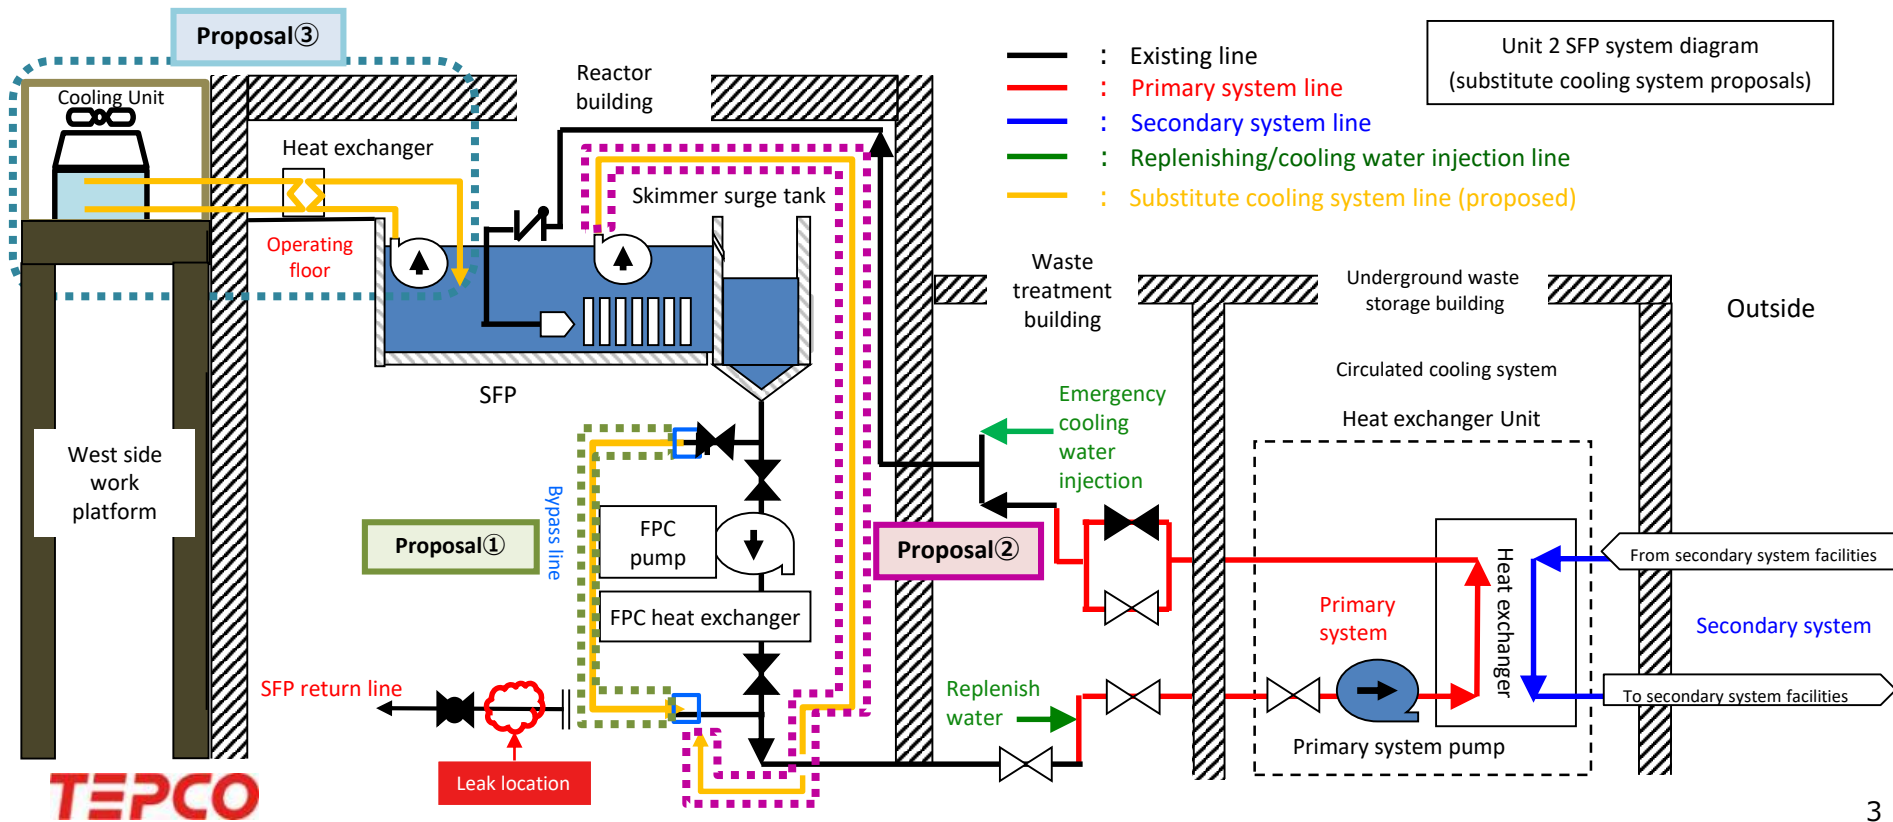 Proposal③
Cooling Unit
Reactor
building
Heat exchanger
Skimmer surge tank
Operating
floor
SFP
West side
work
platform
: Existing line
: Primary system line
: Secondary system line
: Replenishing/cooling water injection line
: Substitute cooling system line (proposed)
Unit 2 SFP system diagram
(substitute cooling system proposals)
Waste
treatment
building
Underground waste
storage building
Outside
Circulated cooling system
Heat exchanger Unit
Emergency
cooling
water
injection
Bypass line
Proposal①
FPC
pump
FPC heat exchanger
Proposal②
Heat exchanger
From secondary system facilities
Primary
system
Secondary system
SFP return line
Leak location
Replenish
water
To secondary system facilities
Primary system pump
TEPCO
3